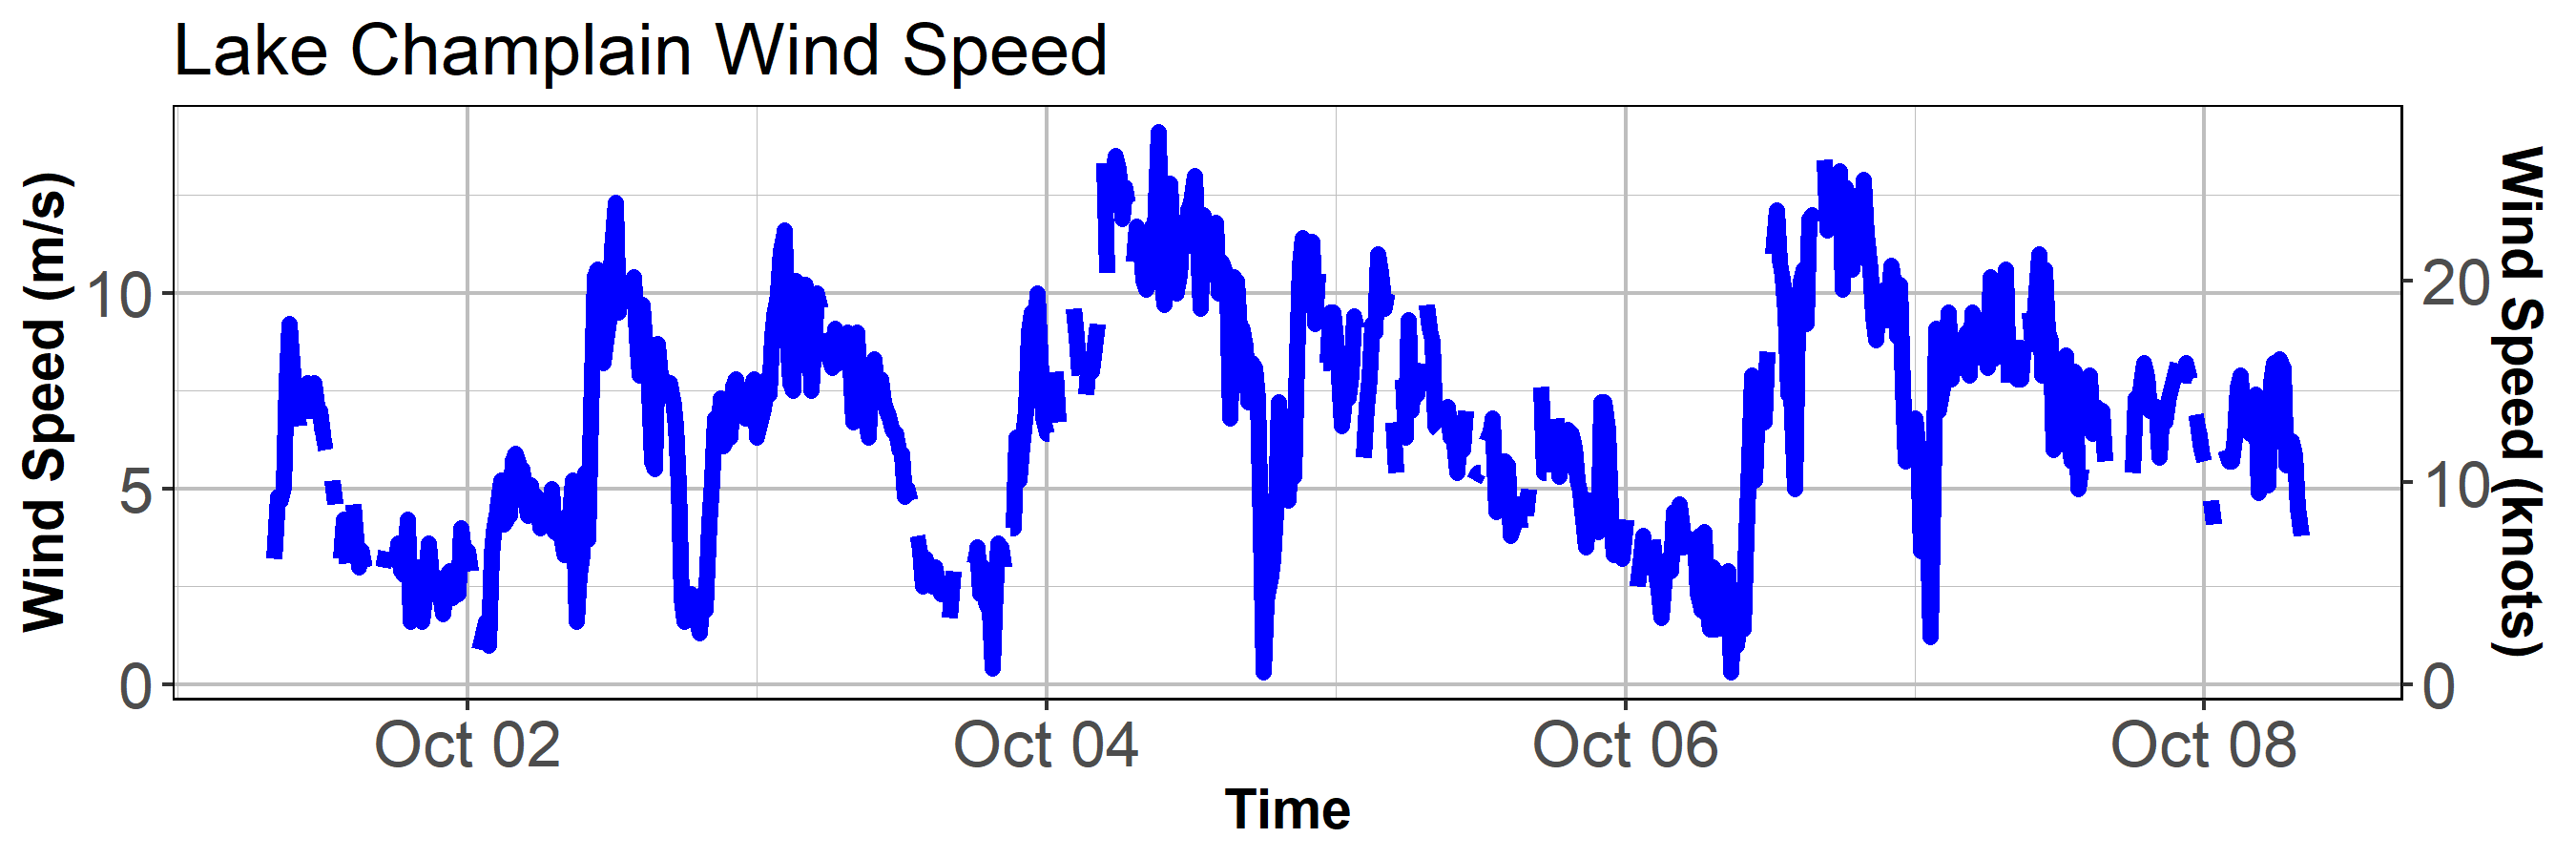 Lake Champlain Wind Speed
Wind Speed (m/s)
10
5
0
20
10
0
Wind Speed (knots)
Oct 02
Oct 04
Oct 06
Oct 08
Time